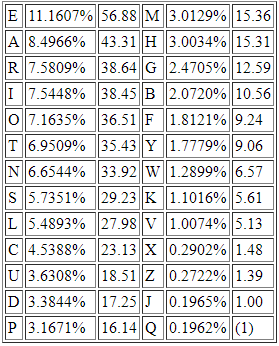 E 11.1607% 56.88 M 3.0129% 15.36
A 8.4966% 43.31 H 3.0034% 15.31
R 7.5809% 38.64 G 2.4705% 12.59
I 7.5448% 38.45 B 2.0720% 10.56
O 7.1635% 36.51 F 1.8121% 9.24
T 6.9509% 35.43 Y 1.7779% 9.06
N 6.6544% 33.92 W 1.2899% 6.57
S 5.7351% 29.23 K 1.1016% 5.61
L 5.4893% 27.98 V 1.0074% 5.13
C 4.5388% 23.13 X 0.2902% 1.48
U 3.6308% 18.51 Z 0.2722% 1.39
D 3.3844% 17.25 J 0.1965% 1.00
P 3.1671% 16.14 Q 0.1962% (1)